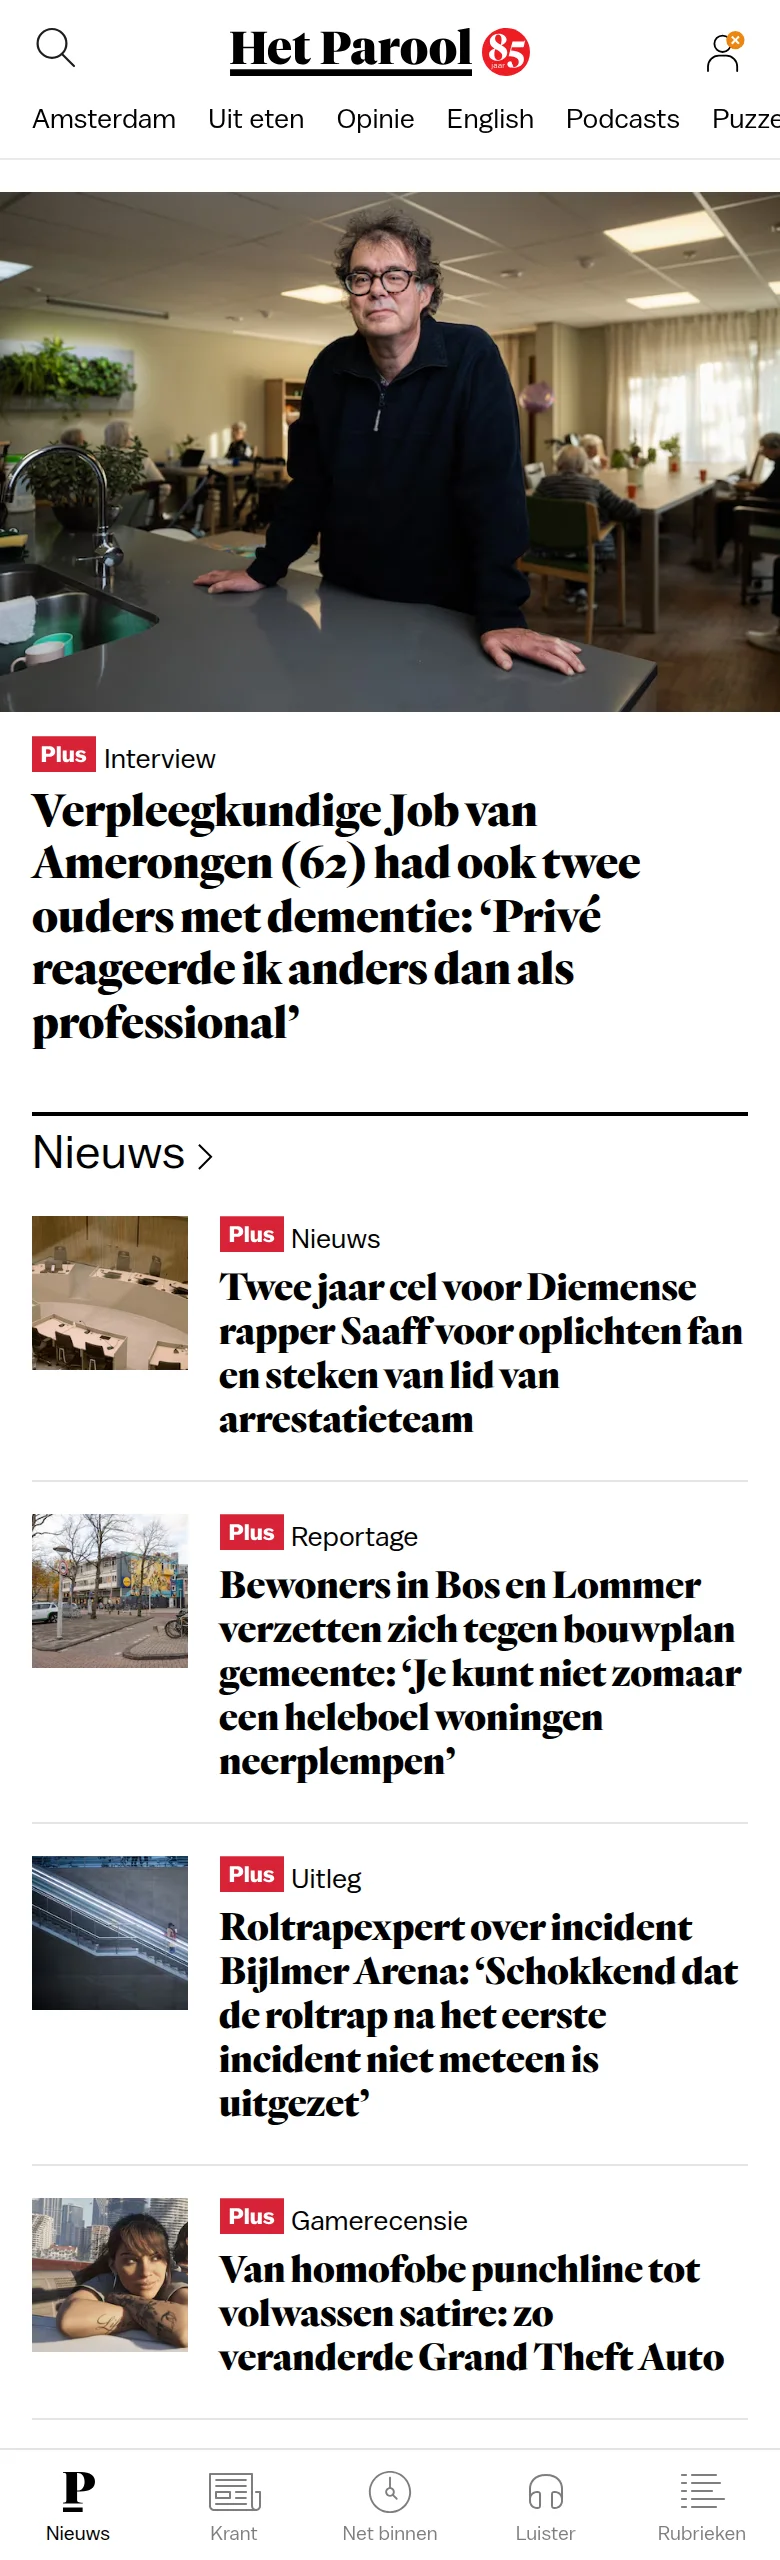 Het Parool 85 jaar
Amsterdam Uit eten Opinie English Podcasts Puzze
Plus Interview
Verpleegkundige Job van
Amerongen (62) had ook twee
ouders met dementie: ‘Privé
reageerde ik anders dan als
professional’
Nieuws
Plus Nieuws
Twee jaar cel voor Diemense
rapper Saaff voor oplichten fan
en steken van lid van
arrestatieteam
Plus Reportage
Bewoners in Bos en Lommer
verzetten zich tegen bouwplan
gemeente: ‘Je kunt niet zomaar
een heleboel woningen
neerplempen’
Plus Uitleg
Roltrapexpert over incident
Bijlmer Arena: ‘Schokkend dat
de roltrap na het eerste
incident niet meteen is
uitgezet’
Plus Gamerecensie
Van homofobe punchline tot
volwassen satire: zo
veranderde Grand Theft Auto
P
Nieuws Krant Net binnen Luister Rubrieken